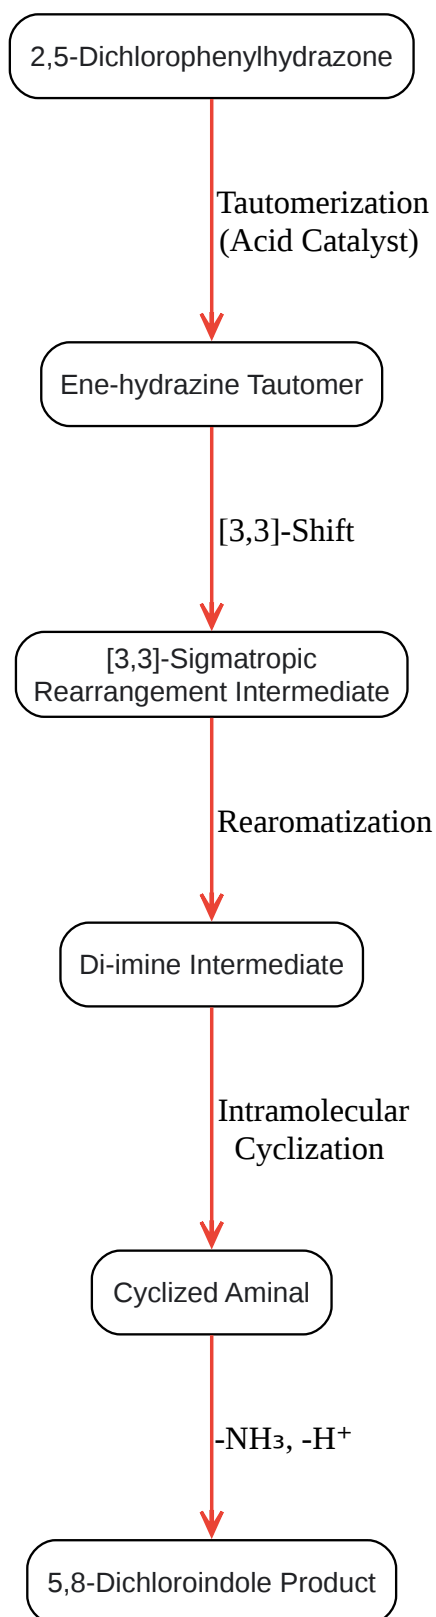 2,5-Dichlorophenylhydrazone
Tautomerization
(Acid Catalyst)
Ene-hydrazine Tautomer
[3,3]-Shift
[3,3]-Sigmatropic
Rearrangement Intermediate
Rearomatization
Di-imine Intermediate
Intramolecular
Cyclization
Cyclized Aminal
-NH₃, -H⁺
5,8-Dichloroindole Product